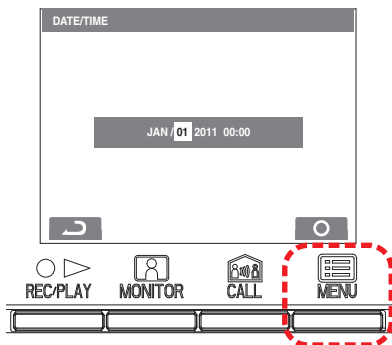 DATE/TIME
JAN / 01 2011 00:00
REC/PLAY MONITOR CALL MENU